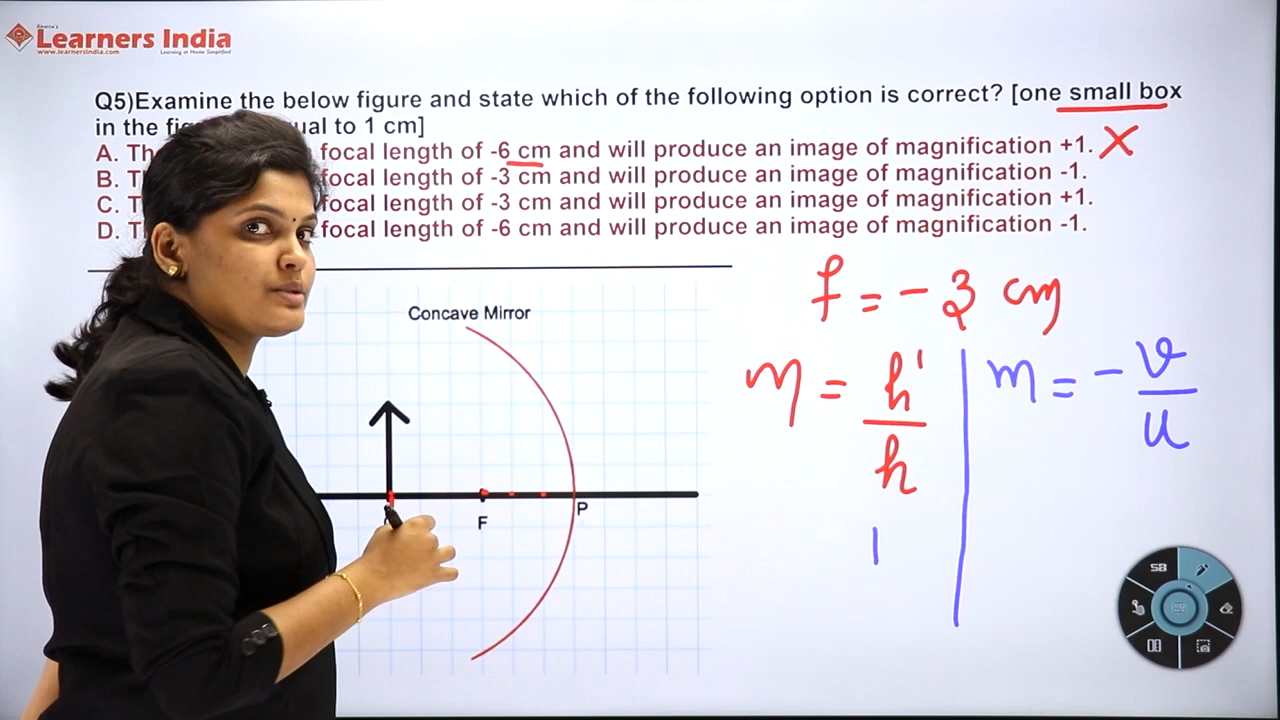 Eduwa's
Learners India
www.learnersindia.com Learning at Home Simplified
Q5)Examine the below figure and state which of the following option is correct? [one small box
in the ual to 1 cm]
A. focal length of -6 cm and will produce an image of magnification +1. X
B. focal length of -3 cm and will produce an image of magnification -1.
C. focal length of -3 cm and will produce an image of magnification +1.
D. focal length of -6 cm and will produce an image of magnification -1.
f = - 3 cm
Concave Mirror
m = h' / h
m = - v / u
F
P
1